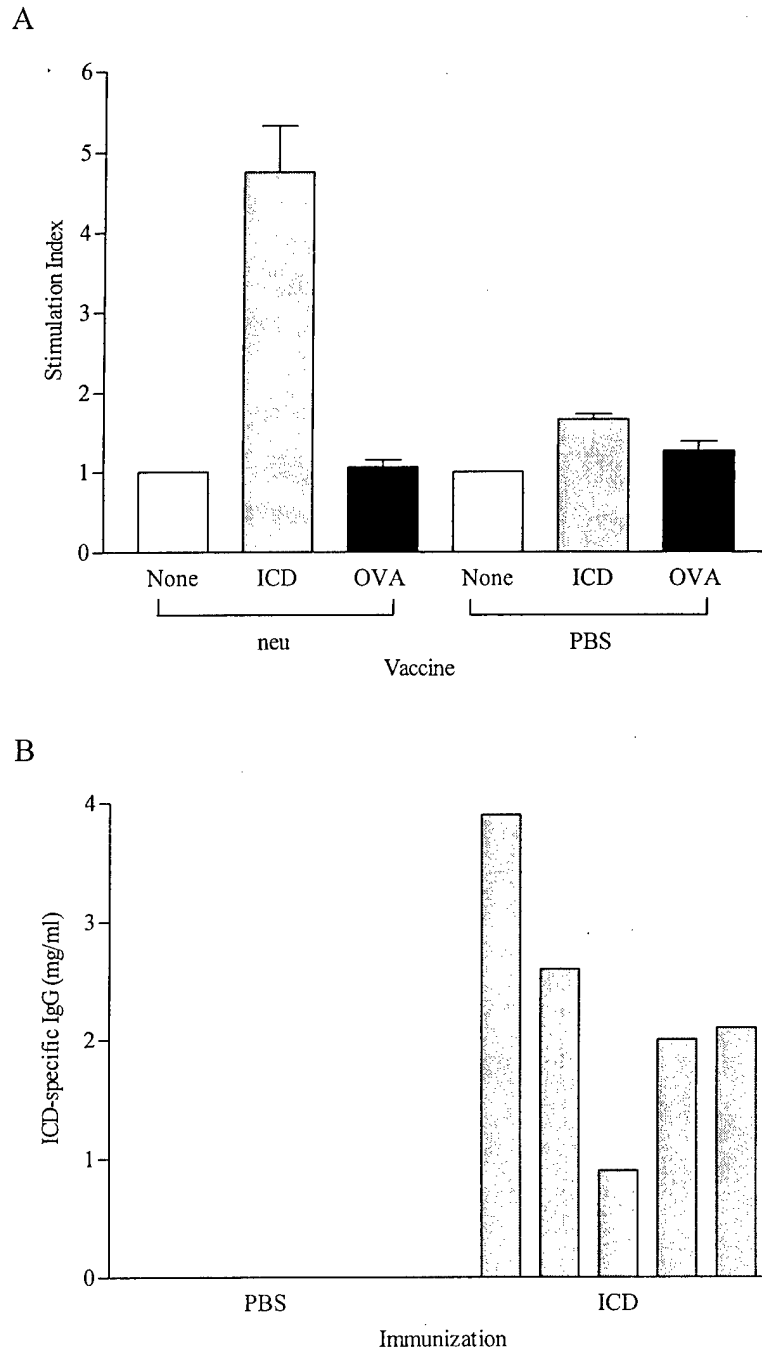 A
6
5
4
3
2
1
0
Stimulation Index
None ICD OVA None ICD OVA
neu PBS
Vaccine
B
4
3
2
1
0
ICD-specific IgG (mg/ml)
PBS ICD
Immunization